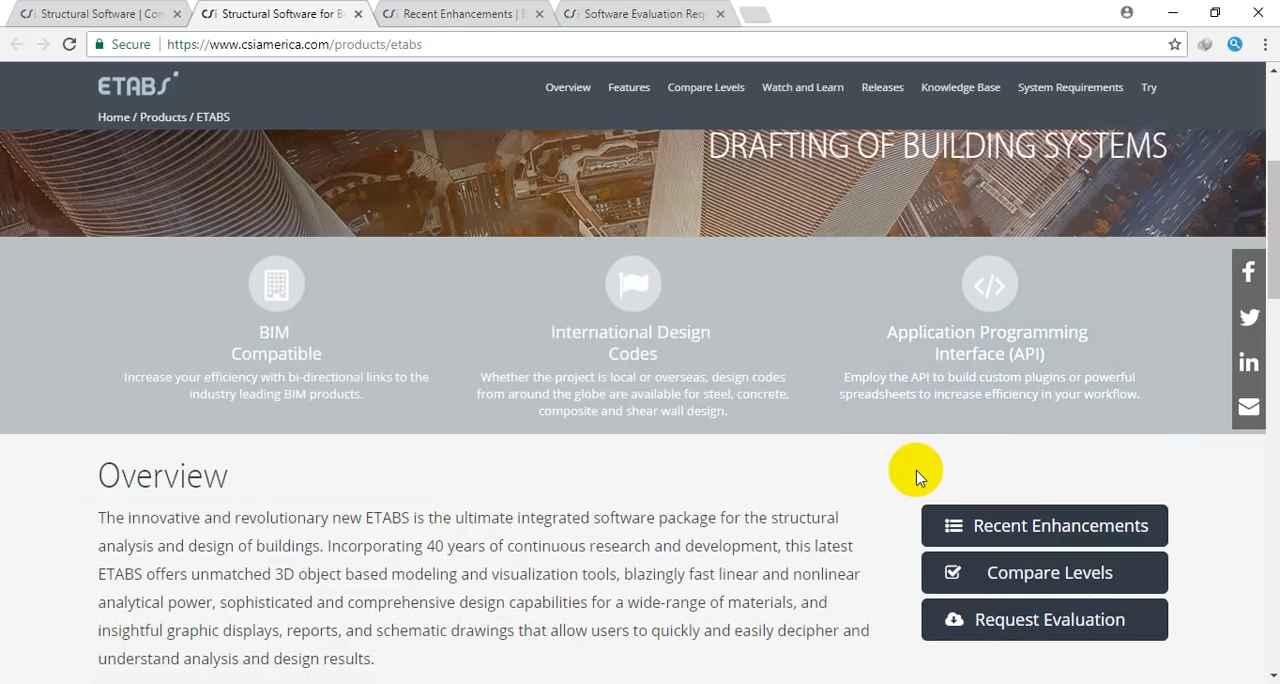 Structural Software | Con
Structural Software for B
Recent Enhancements | E
Software Evaluation Req
Secure
https://www.csiamerica.com/products/etabs
ETABS
Overview
Features
Compare Levels
Watch and Learn
Releases
Knowledge Base
System Requirements
Try
Home / Products / ETABS
DRAFTING OF BUILDING SYSTEMS
BIM
Compatible
Increase your efficiency with bi-directional links to the
industry leading BIM products.
International Design
Codes
Whether the project is local or overseas, design codes
from around the globe are available for steel, concrete,
composite and shear wall design.
Application Programming
Interface (API)
Employ the API to build custom plugins or powerful
spreadsheets to increase efficiency in your workflow.
Overview
The innovative and revolutionary new ETABS is the ultimate integrated software package for the structural
analysis and design of buildings. Incorporating 40 years of continuous research and development, this latest
ETABS offers unmatched 3D object based modeling and visualization tools, blazingly fast linear and nonlinear
analytical power, sophisticated and comprehensive design capabilities for a wide-range of materials, and
insightful graphic displays, reports, and schematic drawings that allow users to quickly and easily decipher and
understand analysis and design results.
Recent Enhancements
Compare Levels
Request Evaluation